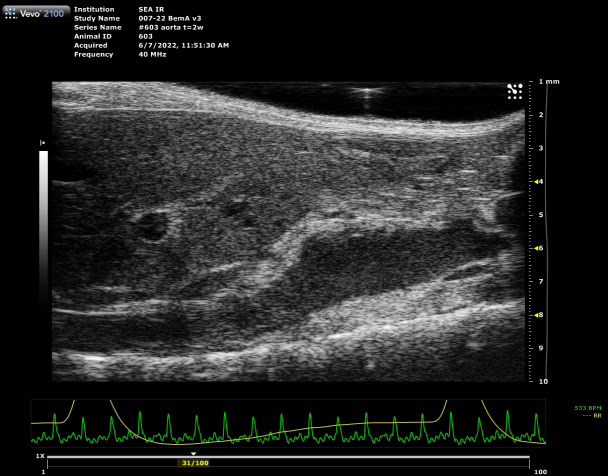 Vevo 2100
Institution SEA IR
Study Name 007-22 BemA v3
Series Name #603 aorta t=2w
Animal ID 603
Acquired 6/7/2022, 11:51:30 AM
Frequency 40 MHz
1 mm
2
3
4
5
6
7
8
9
10
333 BPM
--- RR
1X
31/100
1
100